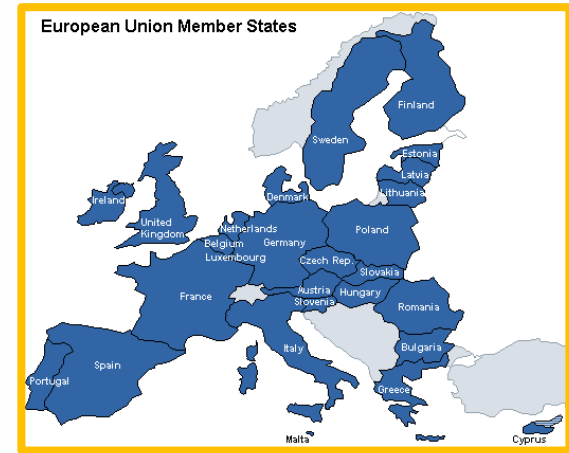 European Union Member States
Finland
Sweden
Estonia
Latvia
Lithuania
Denmark
Ireland
United
Kingdom
Netherlands
Belgium
Luxembourg
Germany
Poland
Czech Rep.
Slovakia
Austria
Hungary
Slovenia
France
Romania
Italy
Bulgaria
Spain
Portugal
Greece
Malta
Cyprus